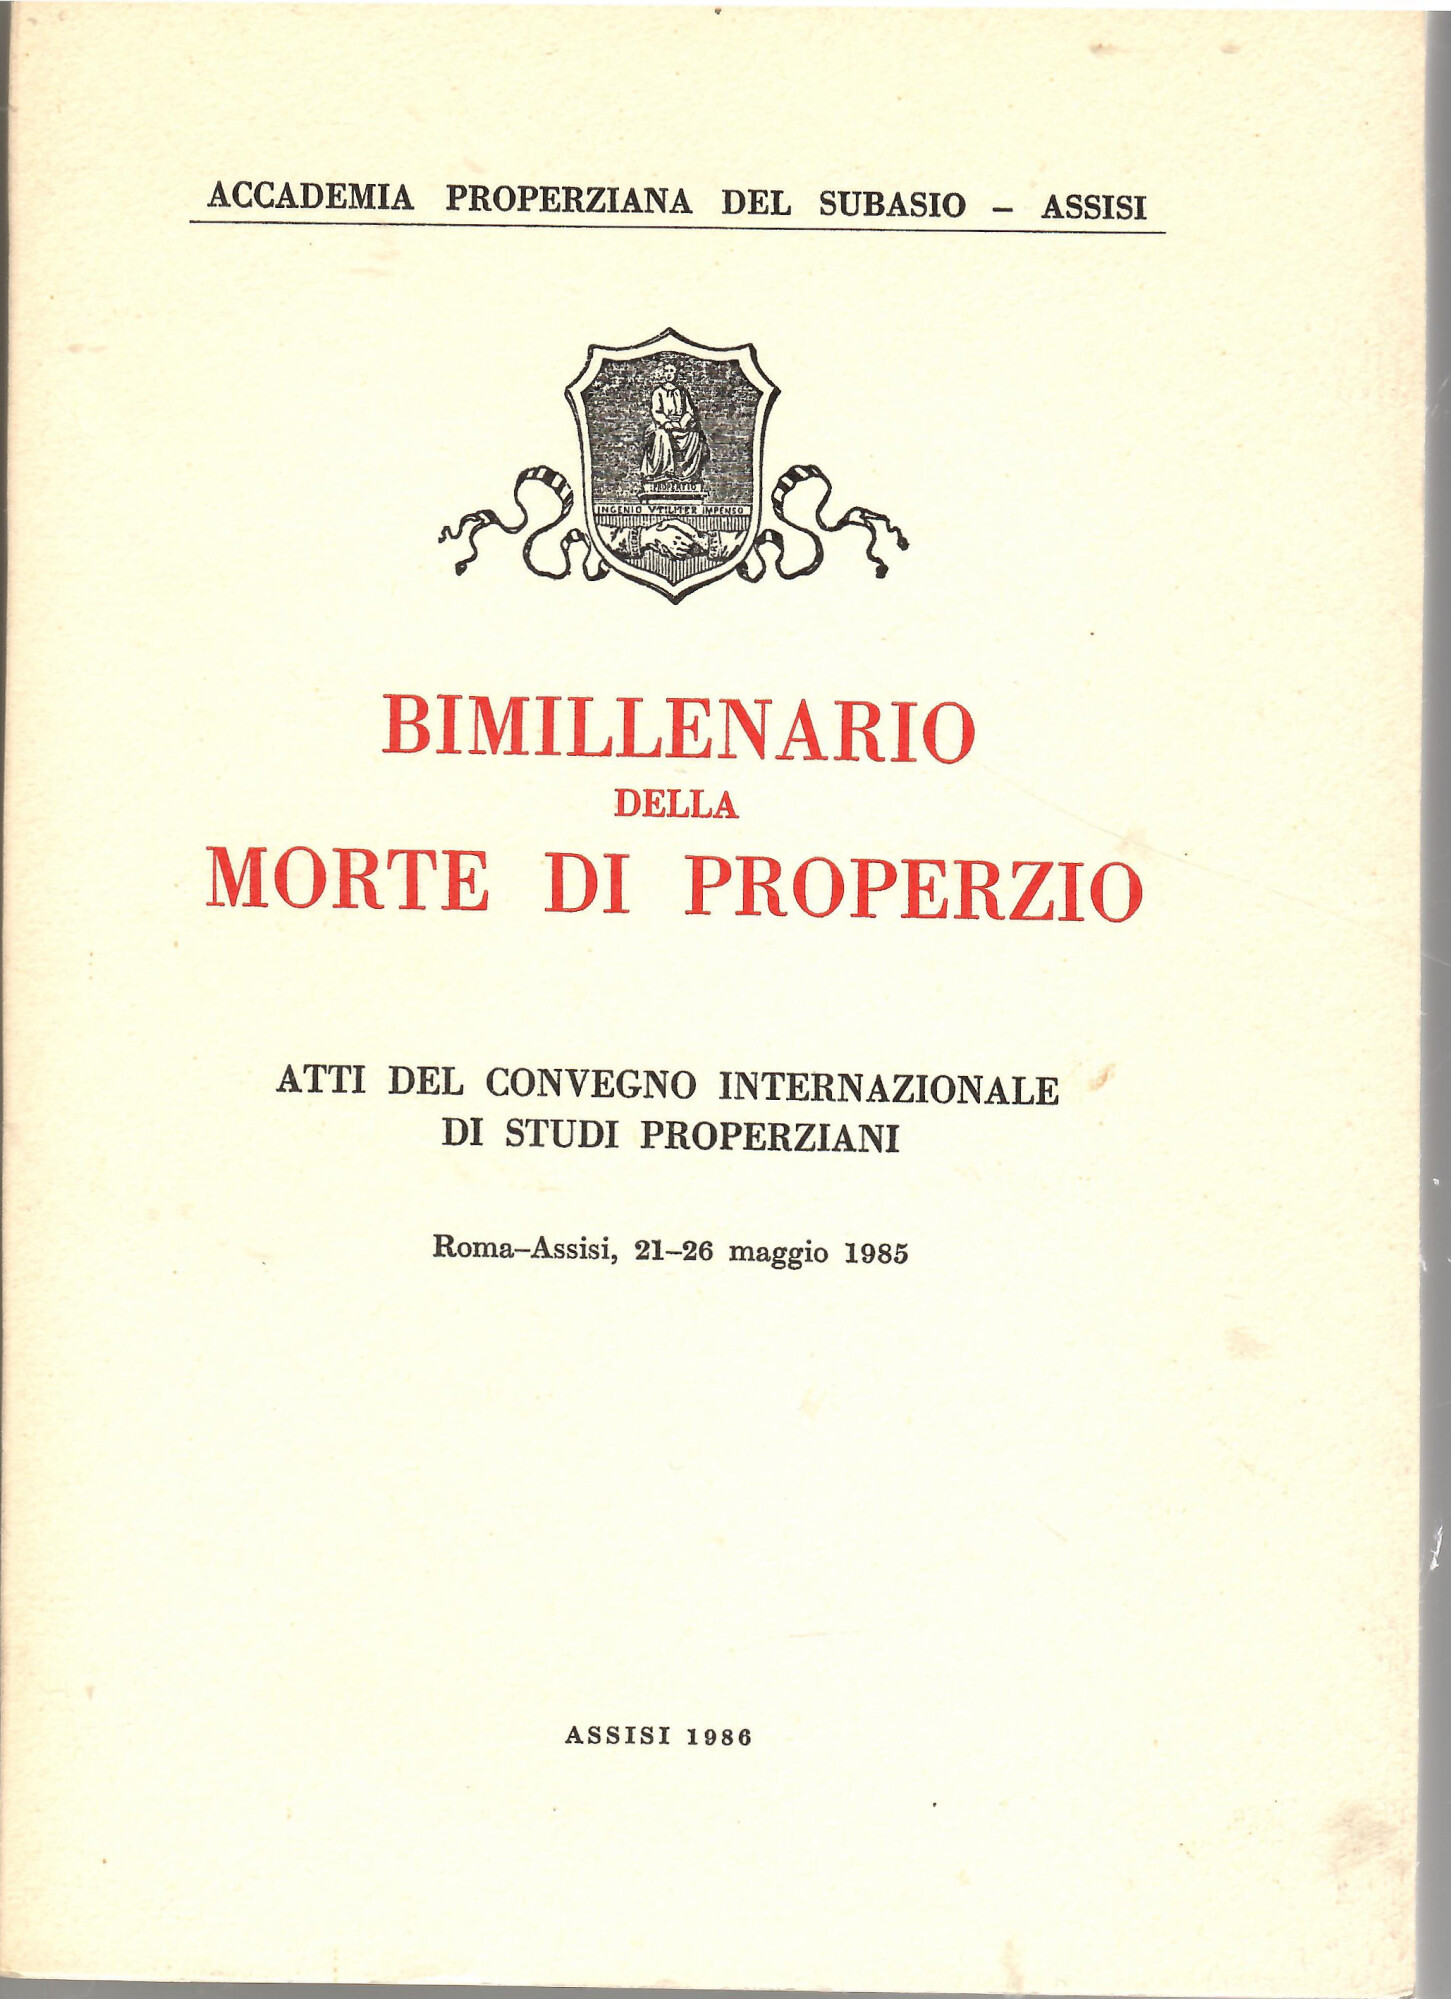 ACCADEMIA PROPERZIANA DEL SUBASIO – ASSISI
PROPERTIO
INGENIO VTILITER IMPENSO
BIMILLENARIO
DELLA
MORTE DI PROPERZIO
ATTI DEL CONVEGNO INTERNAZIONALE
DI STUDI PROPERZIANI
Roma–Assisi, 21–26 maggio 1985
ASSISI 1986